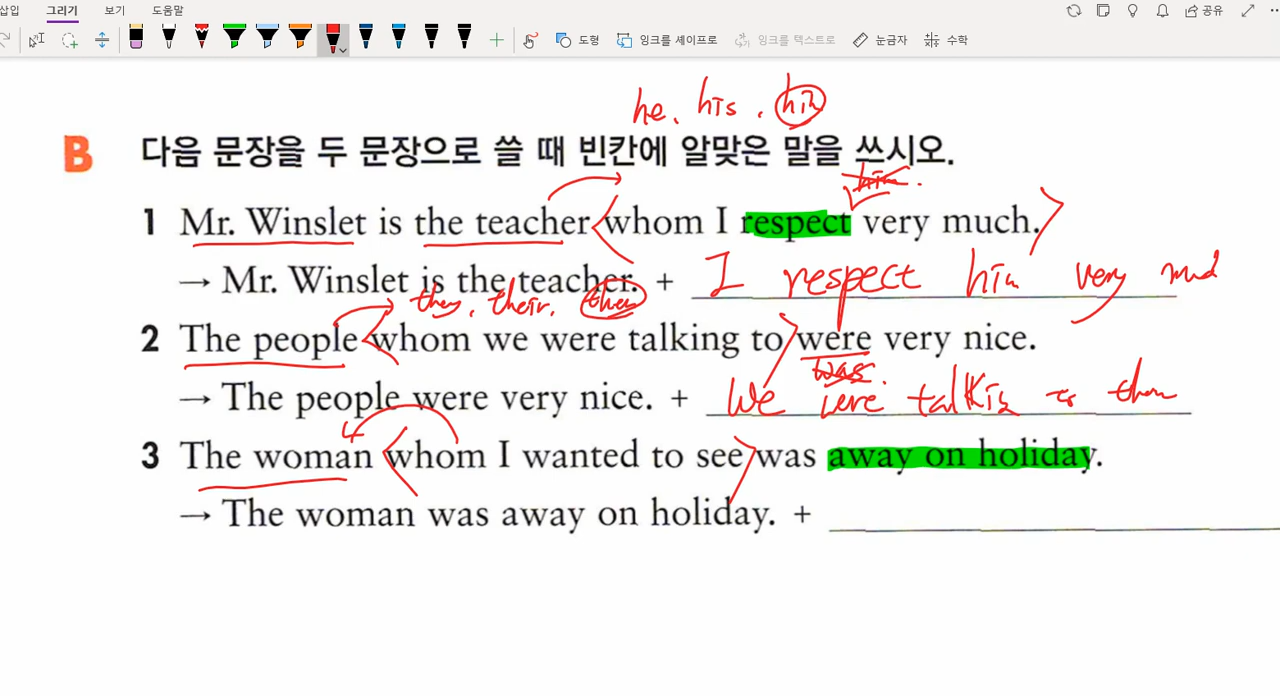 삽입 그리기 보기 도움말 공유
도형 잉크를 셰이프로 잉크를 텍스트로 눈금자 수학
he. his. him
B 다음 문장을 두 문장으로 쓸 때 빈칸에 알맞은 말을 쓰시오.
him.
1 Mr. Winslet is the teacher whom I respect very much.
→ Mr. Winslet is the teacher. + I respect him very
they. their. them
2 The people whom we were talking to were very nice.
was.
→ The people were very nice. + We were to them
3 The woman whom I wanted to see was away on holiday.
→ The woman was away on holiday. +